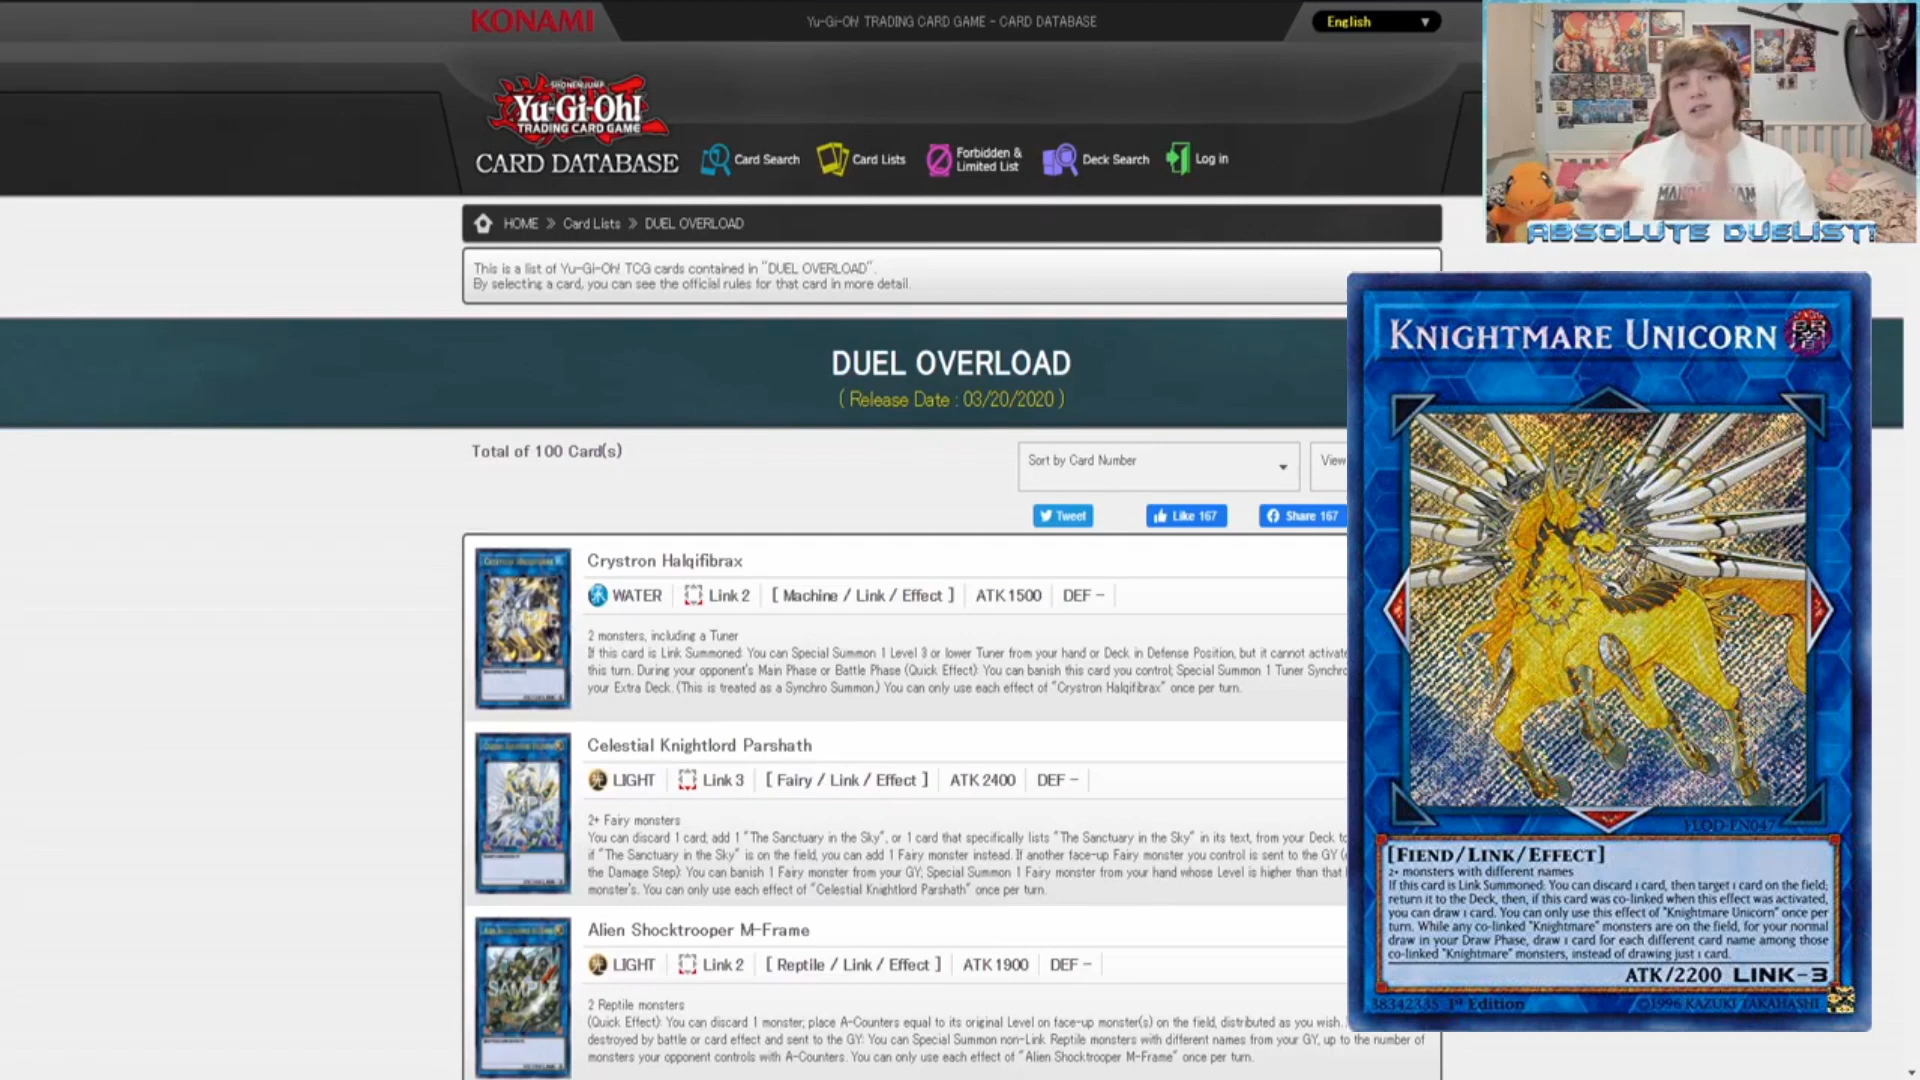 KONAMI
Yu-Gi-Oh! TRADING CARD GAME - CARD DATABASE
English
SHONEN JUMP
Yu-Gi-Oh!
TRADING CARD GAME
CARD DATABASE
Card Search
Card Lists
Forbidden &
Limited List
Deck Search
Log in
ABSOLUTE DUELIST!
HOME » Card Lists » DUEL OVERLOAD
This is a list of Yu-Gi-Oh! TCG cards contained in "DUEL OVERLOAD".
By selecting a card, you can see the official rules for that card in more detail.
DUEL OVERLOAD
( Release Date : 03/20/2020 )
Total of 100 Card(s)
Sort by Card Number
View
Tweet
Like 167
Share 167
Crystron Halqifibrax
WATER Link 2 [ Machine / Link / Effect ] ATK 1500 DEF -
2 monsters, including a Tuner
If this card is Link Summoned: You can Special Summon 1 Level 3 or lower Tuner from your hand or Deck in Defense Position, but it cannot activate
this turn. During your opponent's Main Phase or Battle Phase (Quick Effect): You can banish this card you control; Special Summon 1 Tuner Synchro
your Extra Deck. (This is treated as a Synchro Summon.) You can only use each effect of "Crystron Halqifibrax" once per turn.
Celestial Knightlord Parshath
光 LIGHT Link 3 [ Fairy / Link / Effect ] ATK 2400 DEF -
SAMPLE
2+ Fairy monsters
You can discard 1 card; add 1 "The Sanctuary in the Sky", or 1 card that specifically lists "The Sanctuary in the Sky" in its text, from your Deck to
if "The Sanctuary in the Sky" is on the field, you can add 1 Fairy monster instead. If another face-up Fairy monster you control is sent to the GY (
the Damage Step): You can banish 1 Fairy monster from your GY; Special Summon 1 Fairy monster from your hand whose Level is higher than that
monster's. You can only use each effect of "Celestial Knightlord Parshath" once per turn.
Alien Shocktrooper M-Frame
光 LIGHT Link 2 [ Reptile / Link / Effect ] ATK 1900 DEF -
SAMPLE
2 Reptile monsters
(Quick Effect): You can discard 1 monster; place A-Counters equal to its original Level on face-up monster(s) on the field, distributed as you wish.
destroyed by battle or card effect and sent to the GY: You can Special Summon non-Link Reptile monsters with different names from your GY, up to the number of
monsters your opponent controls with A-Counters. You can only use each effect of "Alien Shocktrooper M-Frame" once per turn.
KNIGHTMARE UNICORN
闇
FLOD-EN047
[FIEND/LINK/EFFECT]
2+ monsters with different names
If this card is Link Summoned: You can discard 1 card, then target 1 card on the field;
return it to the Deck, then, if this card was co-linked when this effect was activated,
you can draw 1 card. You can only use this effect of "Knightmare Unicorn" once per
turn. While any co-linked "Knightmare" monsters are on the field, for your normal
draw in your Draw Phase, draw 1 card for each different card name among those
co-linked "Knightmare" monsters, instead of drawing just 1 card.
ATK/2200 LINK-3
38342335 1st Edition
©1996 KAZUKI TAKAHASHI